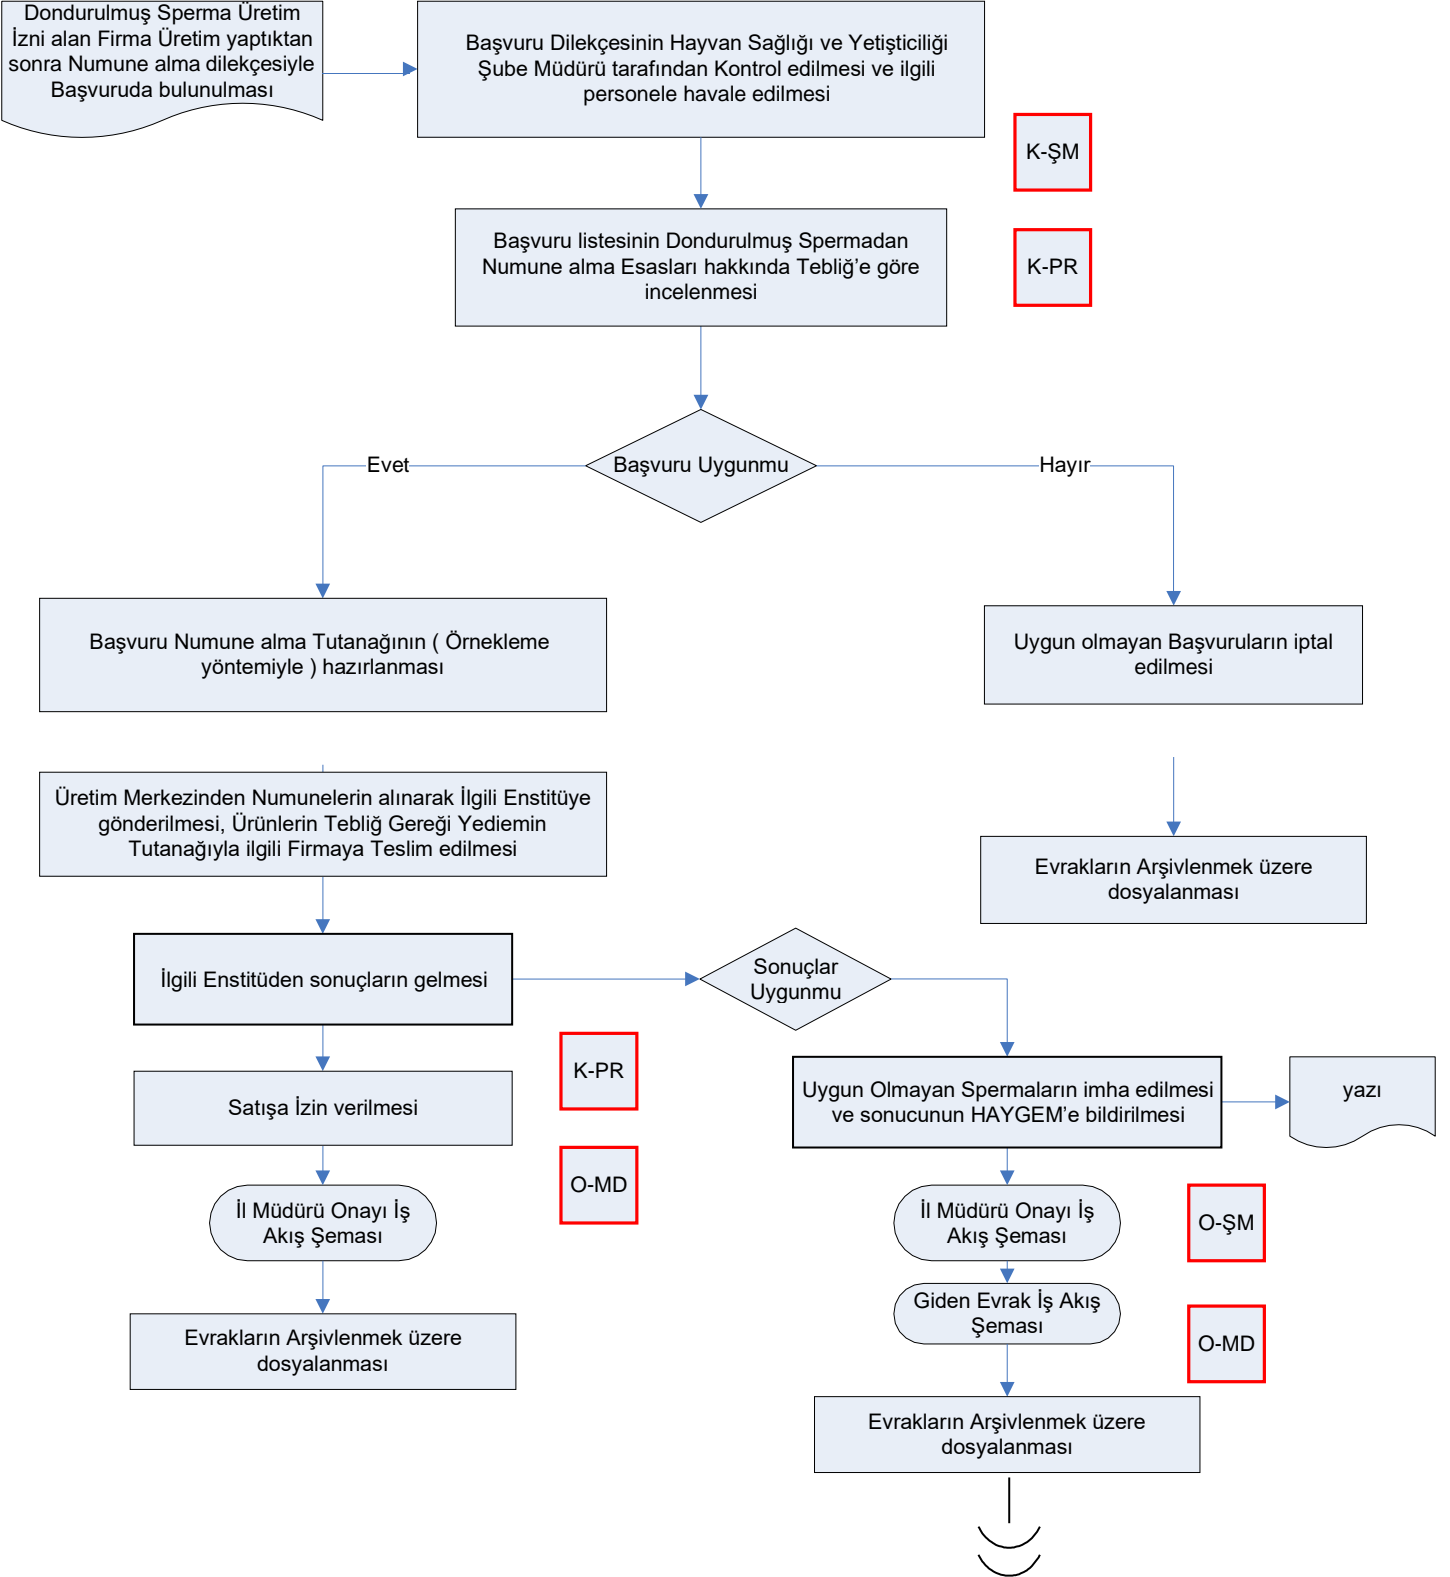 Dondurulmuş Sperma Üretim
İzni alan Firma Üretim yaptıktan
sonra Numune alma dilekçesiyle
Başvuruda bulunulması
Başvuru Dilekçesinin Hayvan Sağlığı ve Yetişticiliği
Şube Müdürü tarafından Kontrol edilmesi ve ilgili
personele havale edilmesi
K-ŞM
Başvuru listesinin Dondurulmuş Spermadan
Numune alma Esasları hakkında Tebliğ’e göre
incelenmesi
K-PR
Evet
Başvuru Uygunmu
Hayır
Başvuru Numune alma Tutanağının ( Örnekleme
yöntemiyle ) hazırlanması
Uygun olmayan Başvuruların iptal
edilmesi
Üretim Merkezinden Numunelerin alınarak İlgili Enstitüye
gönderilmesi, Ürünlerin Tebliğ Gereği Yediemin
Tutanağıyla ilgili Firmaya Teslim edilmesi
Evrakların Arşivlenmek üzere
dosyalanması
İlgili Enstitüden sonuçların gelmesi
Sonuçlar
Uygunmu
K-PR
Satışa İzin verilmesi
Uygun Olmayan Spermaların imha edilmesi
ve sonucunun HAYGEM’e bildirilmesi
yazı
O-MD
İl Müdürü Onayı İş
Akış Şeması
İl Müdürü Onayı İş
Akış Şeması
O-ŞM
Giden Evrak İş Akış
Şeması
O-MD
Evrakların Arşivlenmek üzere
dosyalanması
Evrakların Arşivlenmek üzere
dosyalanması